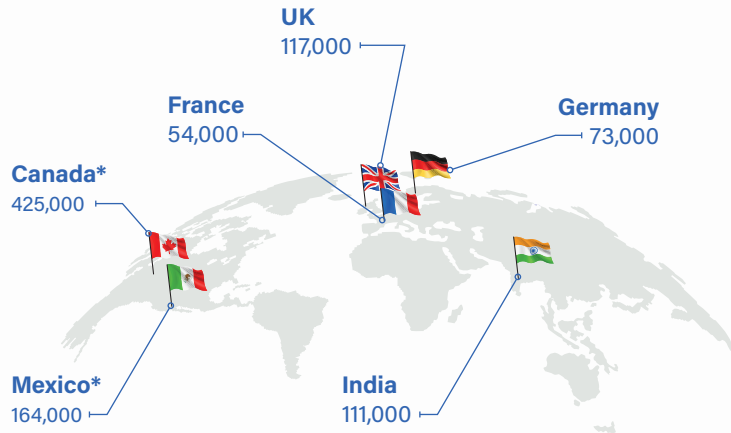 UK
117,000
France
54,000
Germany
73,000
Canada*
425,000
Mexico*
164,000
India
111,000